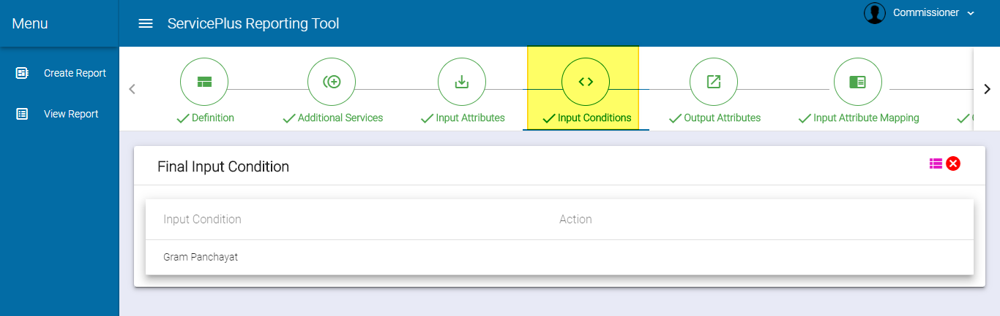 Menu
ServicePlus Reporting Tool
Commissioner
Create Report
View Report
Definition
Additional Services
Input Attributes
Input Conditions
Output Attributes
Input Attribute Mapping
Final Input Condition
Input Condition Action
Gram Panchayat